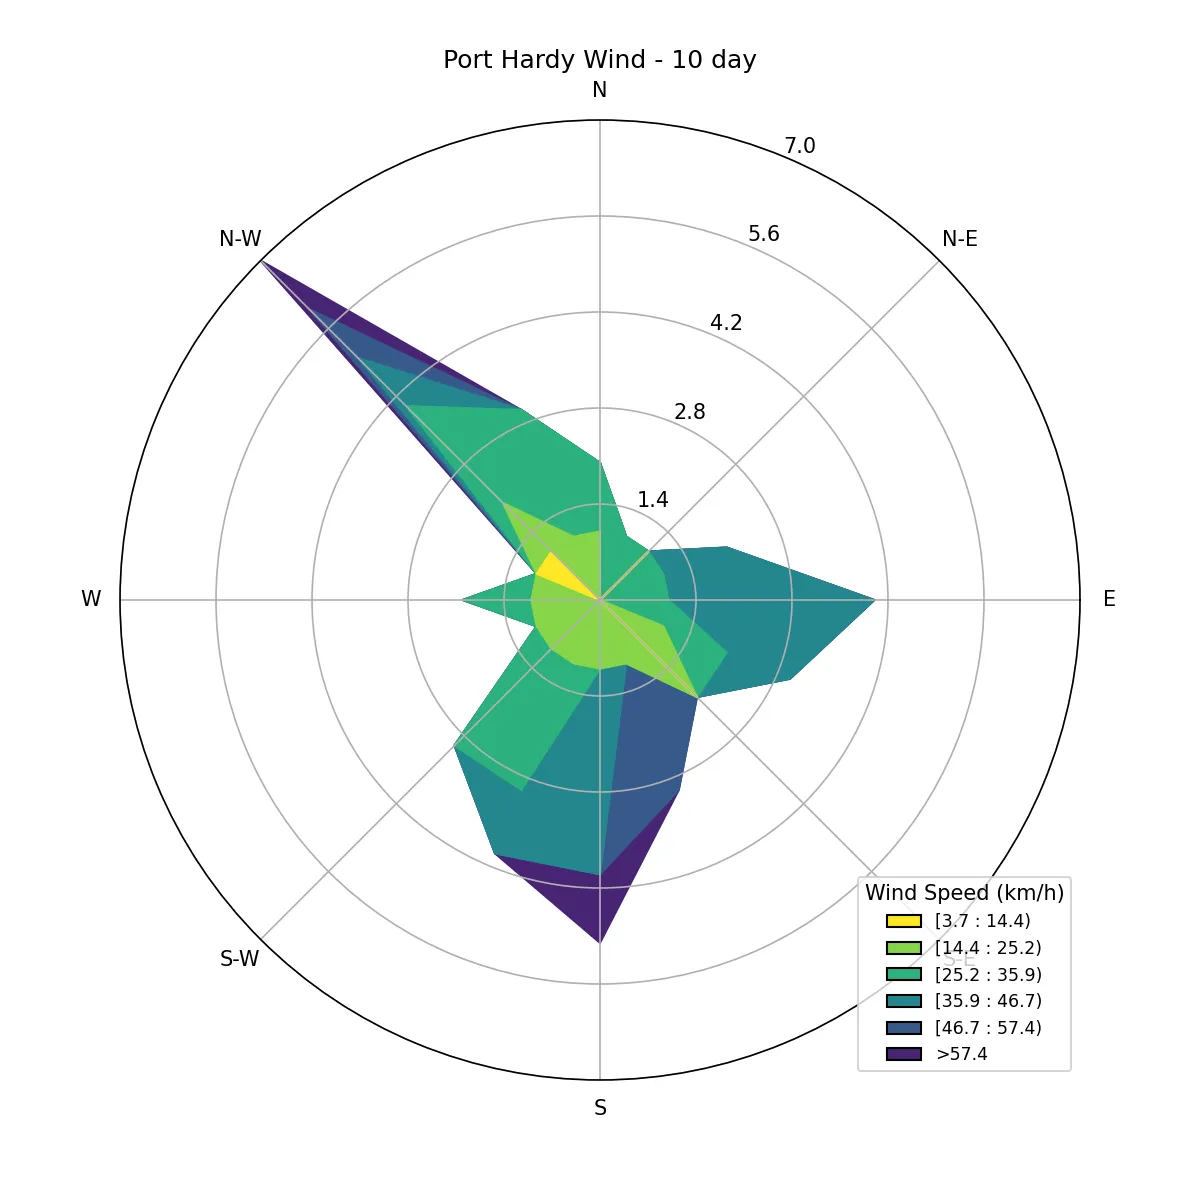 Port Hardy Wind - 10 day
N
7.0
N-W
N-E
5.6
4.2
2.8
1.4
W
E
S-W
S-E
S
Wind Speed (km/h)
[3.7 : 14.4)
[14.4 : 25.2)
[25.2 : 35.9)
[35.9 : 46.7)
[46.7 : 57.4)
>57.4